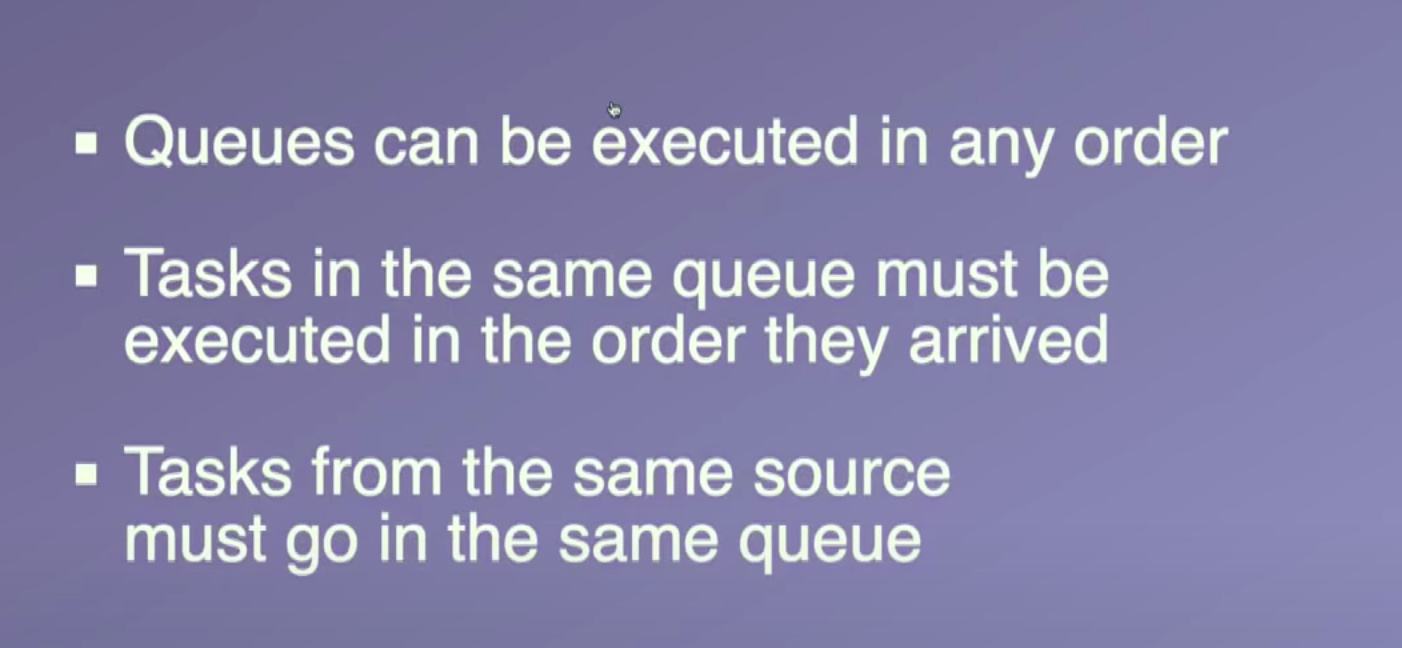 ▪ Queues can be executed in any order
▪ Tasks in the same queue must be
executed in the order they arrived
▪ Tasks from the same source
must go in the same queue